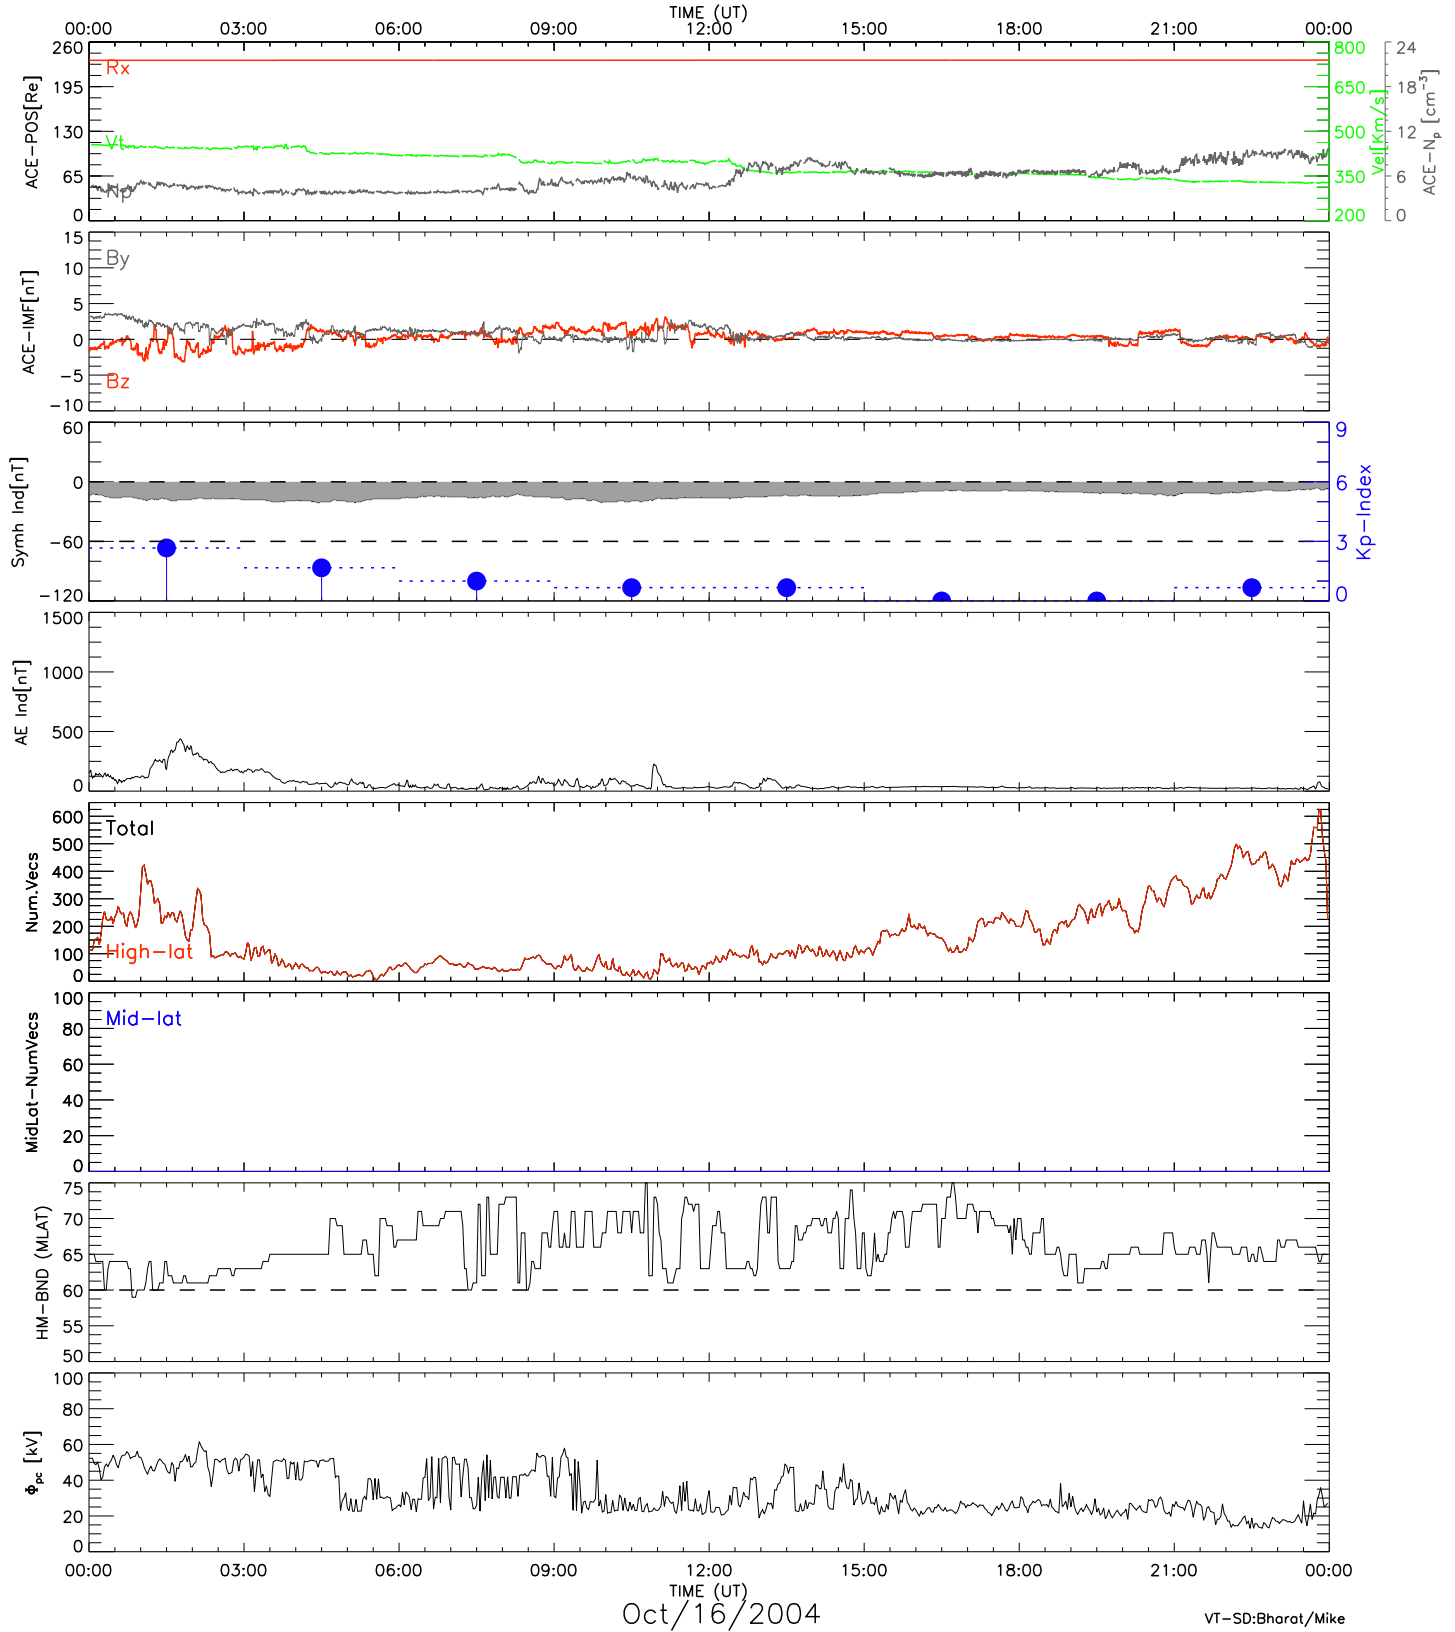 TIME (UT)
00:00 03:00 06:00 09:00 12:00 15:00 18:00 21:00 00:00
ACE-POS[Re]
260
195
130
65
0
Rx
Vt
Np
800
650
500
350
200
Vel[Km/s]
24
18
12
6
0
ACE-Np [cm-3]
ACE-IMF[nT]
15
10
5
0
-5
-10
By
Bz
Symh Ind[nT]
60
0
-60
-120
9
6
3
0
Kp-Index
AE Ind[nT]
1500
1000
500
0
Num.Vecs
600
500
400
300
200
100
0
Total
High-lat
MidLat-NumVecs
100
80
60
40
20
0
Mid-lat
HM-BND (MLAT)
75
70
65
60
55
50
Φpc [kV]
100
80
60
40
20
0
00:00 03:00 06:00 09:00 12:00 15:00 18:00 21:00 00:00
TIME (UT)
Oct/16/2004
VT-SD:Bharat/Mike